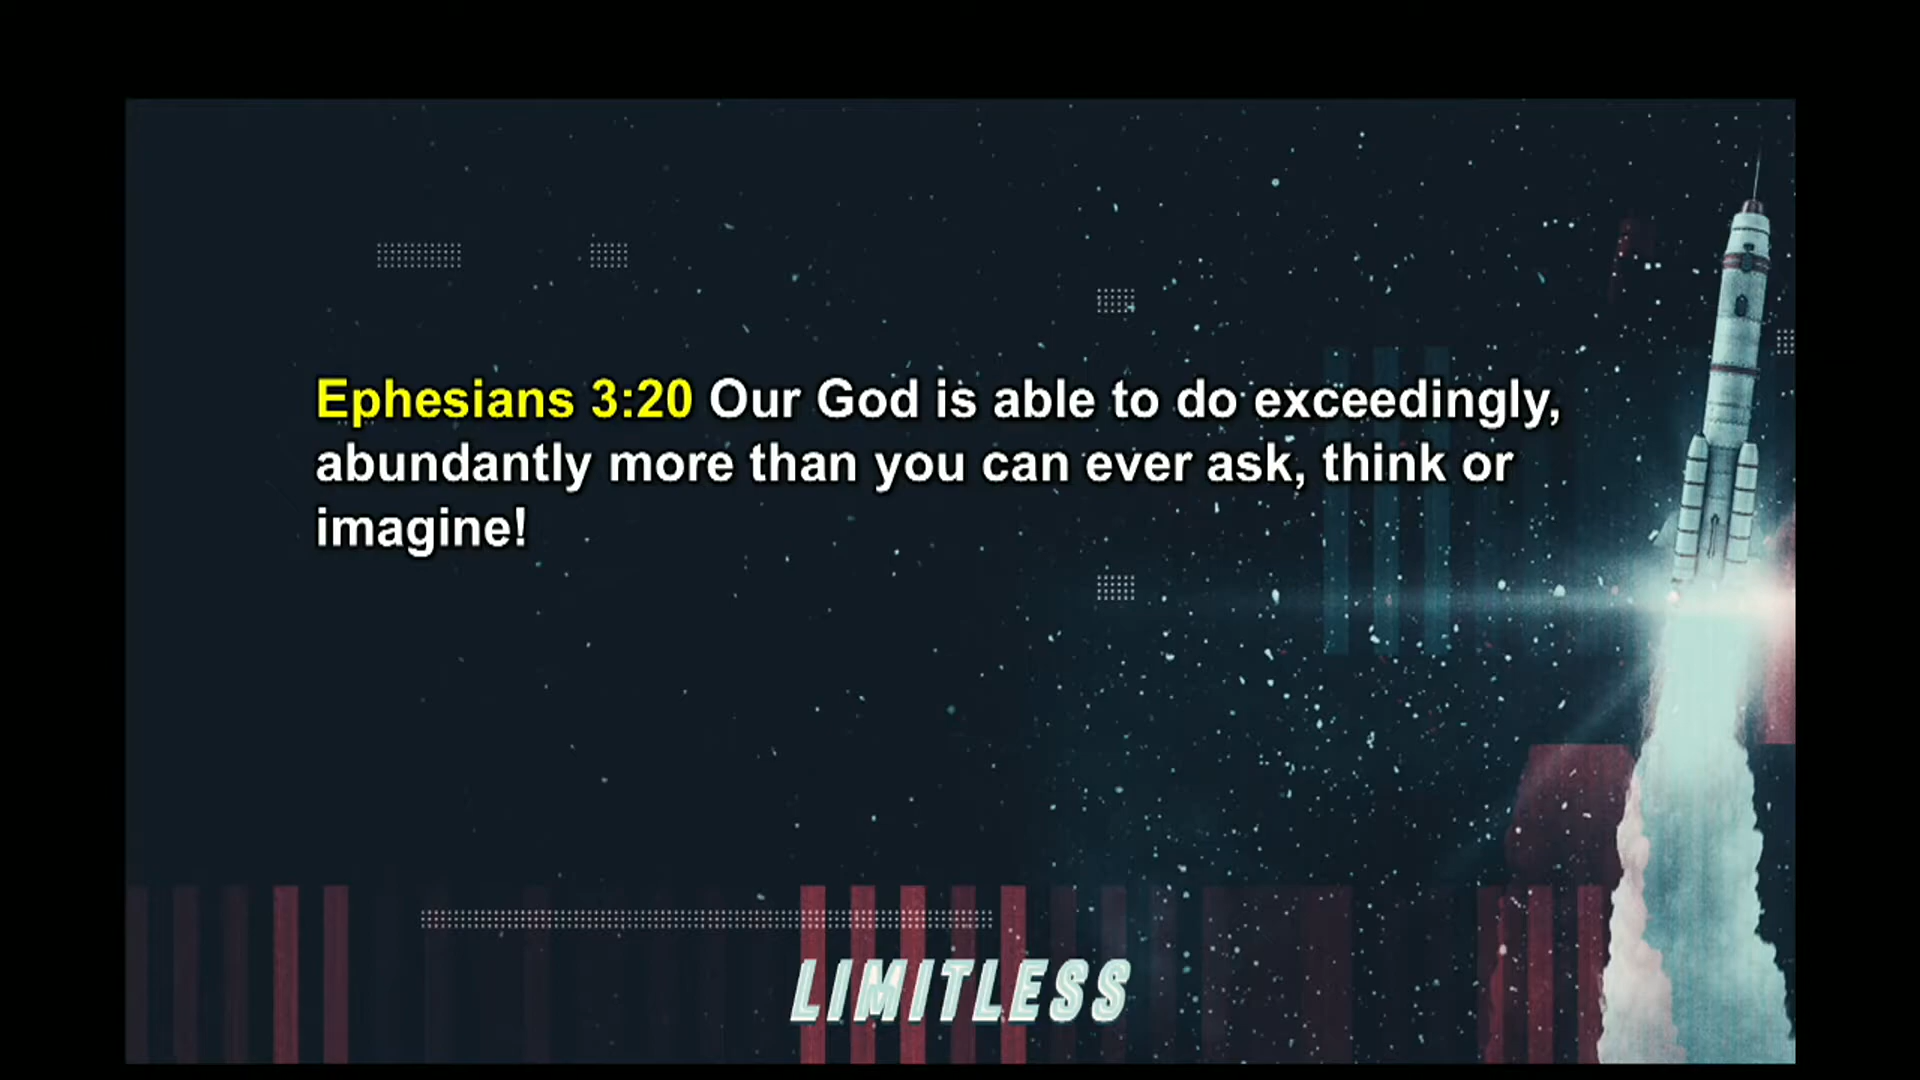 Ephesians 3:20 Our God is able to do exceedingly,
abundantly more than you can ever ask, think or
imagine!
LIMITLESS